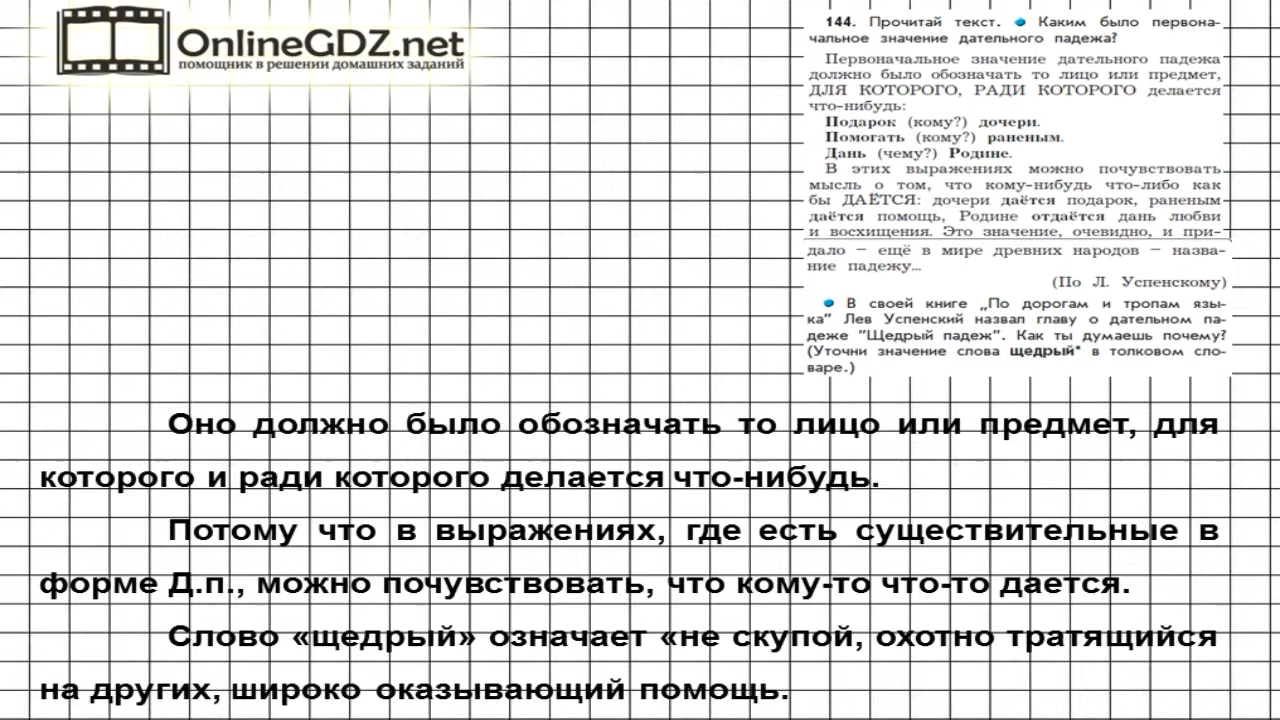 OnlineGDZ.net
помощник в решении домашних заданий
144. Прочитай текст. Каким было первона-
чальное значение дательного падежа?
Первоначальное значение дательного падежа
должно было обозначать то лицо или предмет,
ДЛЯ КОТОРОГО, РАДИ КОТОРОГО делается
что-нибудь:
Подарок (кому?) дочери.
Помогать (кому?) раненым.
Дань (чему?) Родине.
В этих выражениях можно почувствовать
мысль о том, что кому-нибудь что-либо как
бы ДАЁТСЯ: дочери даётся подарок, раненым
даётся помощь, Родине отдаётся дань любви
и восхищения. Это значение, очевидно, и при-
дало – ещё в мире древних народов – назва-
ние падежу...
(По Л. Успенскому)
В своей книге „По дорогам и тропам язы-
ка" Лев Успенский назвал главу о дательном па-
деже "Щедрый падеж". Как ты думаешь почему?
(Уточни значение слова щедрый* в толковом сло-
варе.)
Оно должно было обозначать то лицо или предмет, для
которого и ради которого делается что-нибудь.
Потому что в выражениях, где есть существительные в
форме Д.п., можно почувствовать, что кому-то что-то дается.
Слово «щедрый» означает «не скупой, охотно тратящийся
на других, широко оказывающий помощь.